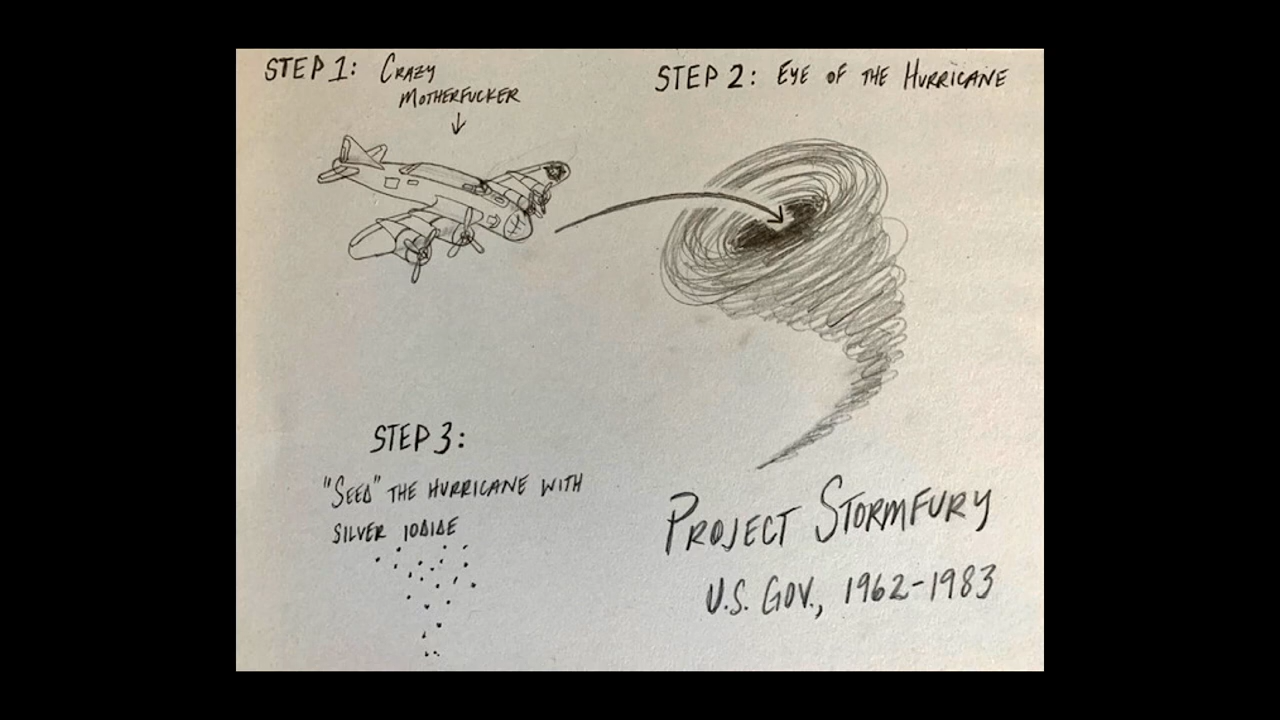 STEP 1: CRAZY
MOTHERFUCKER
STEP 2: EYE OF THE HURRICANE
STEP 3:
"SEED" THE HURRICANE WITH
SILVER IODIDE
PROJECT STORMFURY
U.S. GOV., 1962-1983